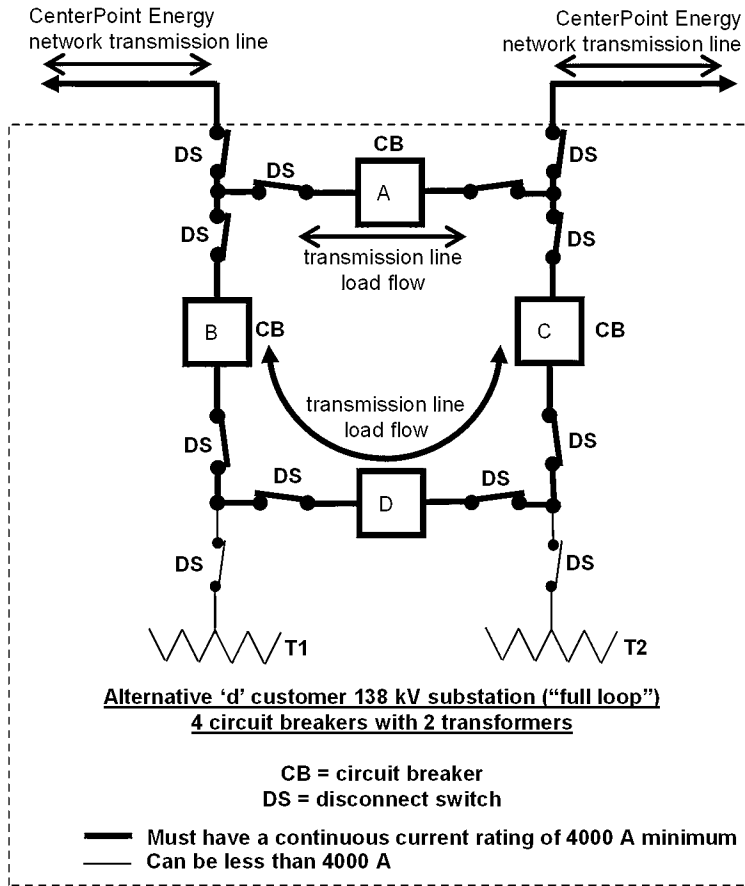 CenterPoint Energy
network transmission line
CenterPoint Energy
network transmission line
CB
DS
DS
DS
A
DS
DS
transmission line
load flow
B
CB
C
CB
transmission line
load flow
DS
DS
DS
DS
D
DS
DS
T1
T2
Alternative ‘d’ customer 138 kV substation (“full loop”)
4 circuit breakers with 2 transformers
CB = circuit breaker
DS = disconnect switch
Must have a continuous current rating of 4000 A minimum
Can be less than 4000 A